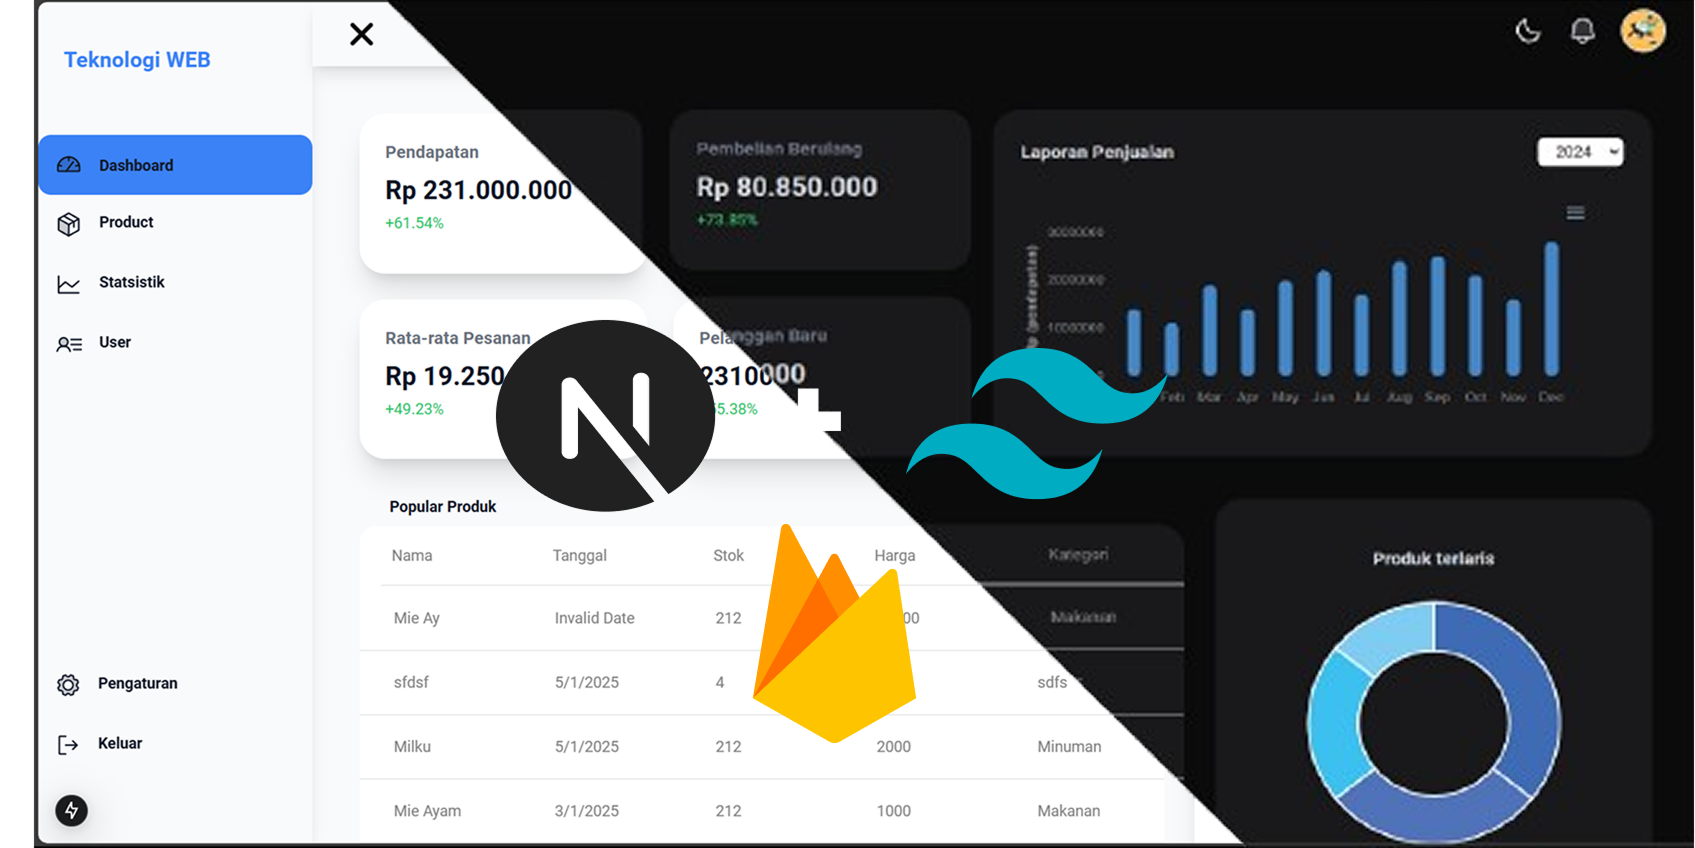 Teknologi WEB
Dashboard
Product
Statsistik
User
Pengaturan
Keluar
Pendapatan
Rp 231.000.000
+61.54%
Pembelian Berulang
Rp 80.850.000
+73.85%
Rata-rata Pesanan
Rp 19.250
+49.23%
Pelanggan Baru
2310000
5.38%
Laporan Penjualan
2024
Rp (pendapatan)
30000000
20000000
10000000
Feb Mar Apr May Jun Jul Aug Sep Oct Nov Dec
Popular Produk
Nama Tanggal Stok Harga Kategori
Mie Ay Invalid Date 212 00 Makanan
sfdsf 5/1/2025 4 sdfs
Milku 5/1/2025 212 2000 Minuman
Mie Ayam 3/1/2025 212 1000 Makanan
Produk terlaris